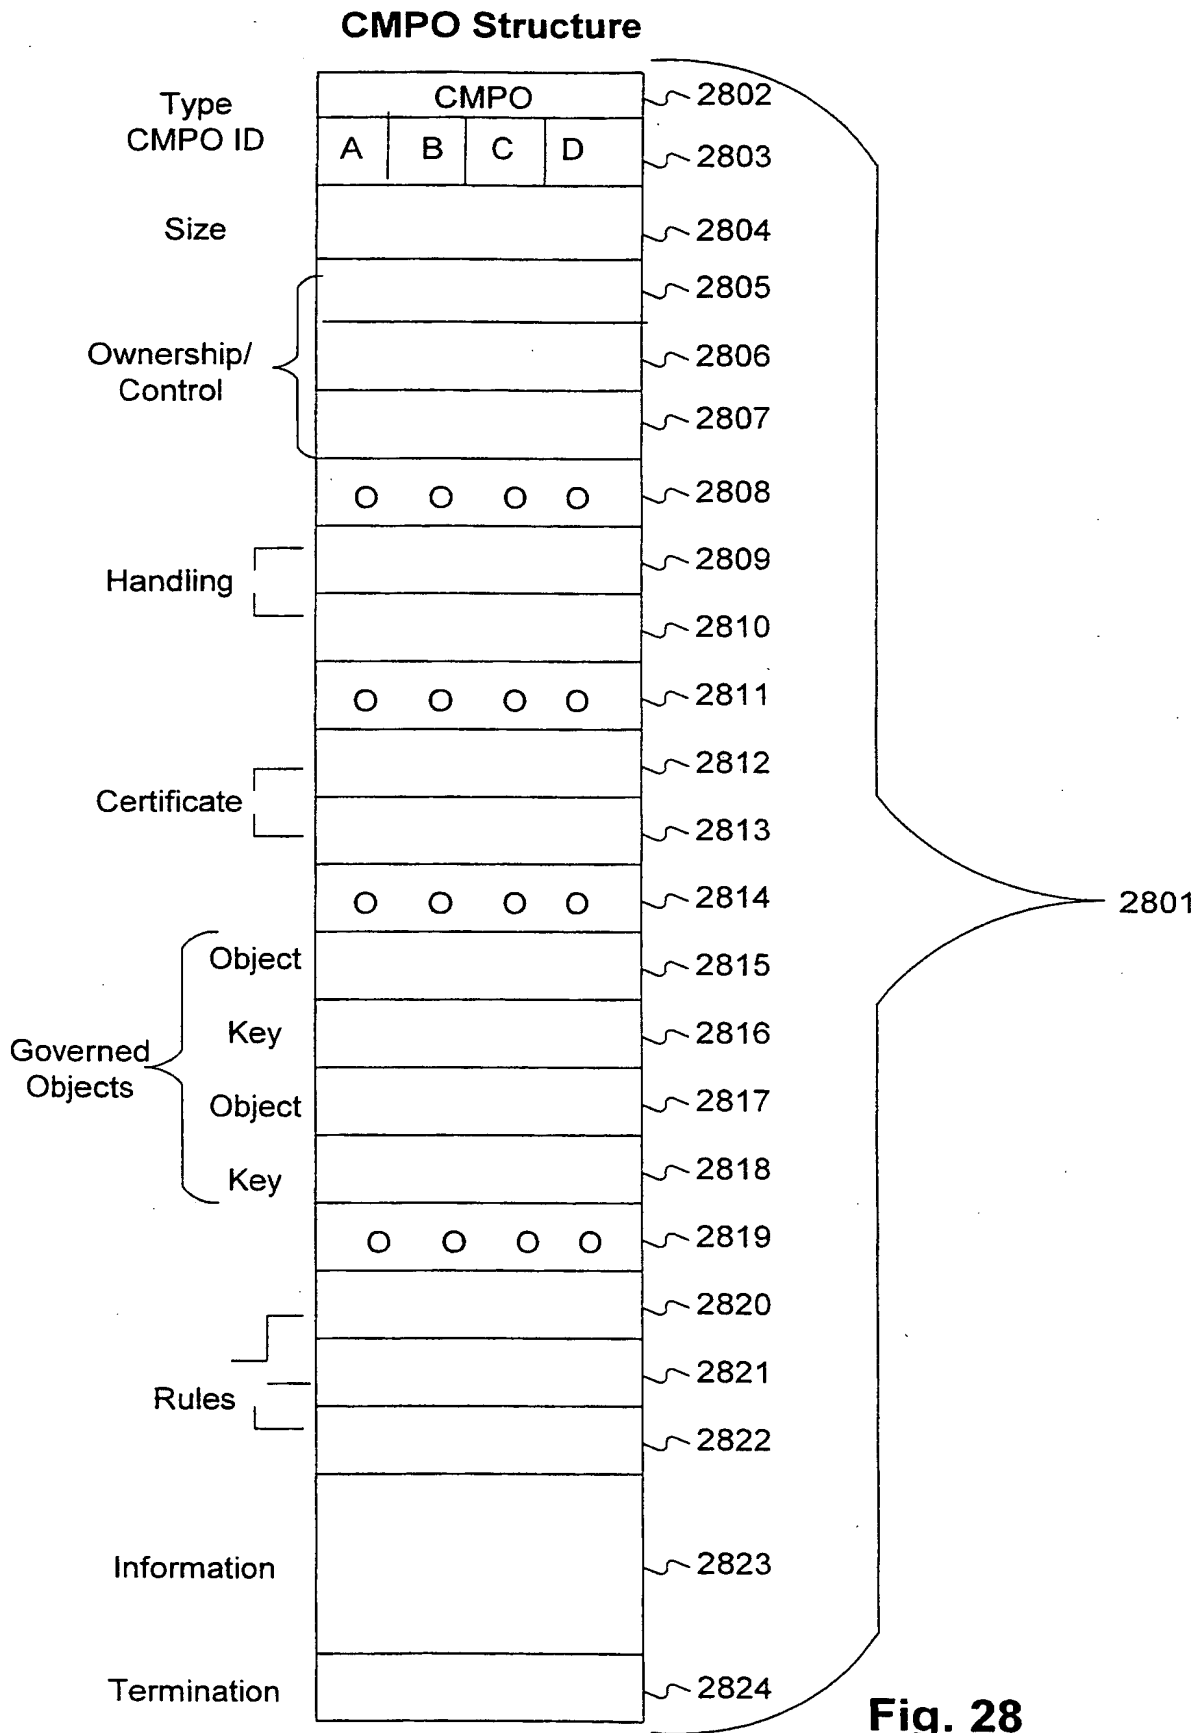 CMPO Structure
Type CMPO 2802
CMPO ID A B C D 2803
Size 2804
2805
Ownership/ 2806
Control 2807
O O O O 2808
2809
Handling
2810
O O O O 2811
2812
Certificate
2813
O O O O 2814
2801
Object 2815
Key 2816
Governed
Objects
Object 2817
Key 2818
O O O O 2819
2820
2821
Rules
2822
Information 2823
Termination 2824
Fig. 28